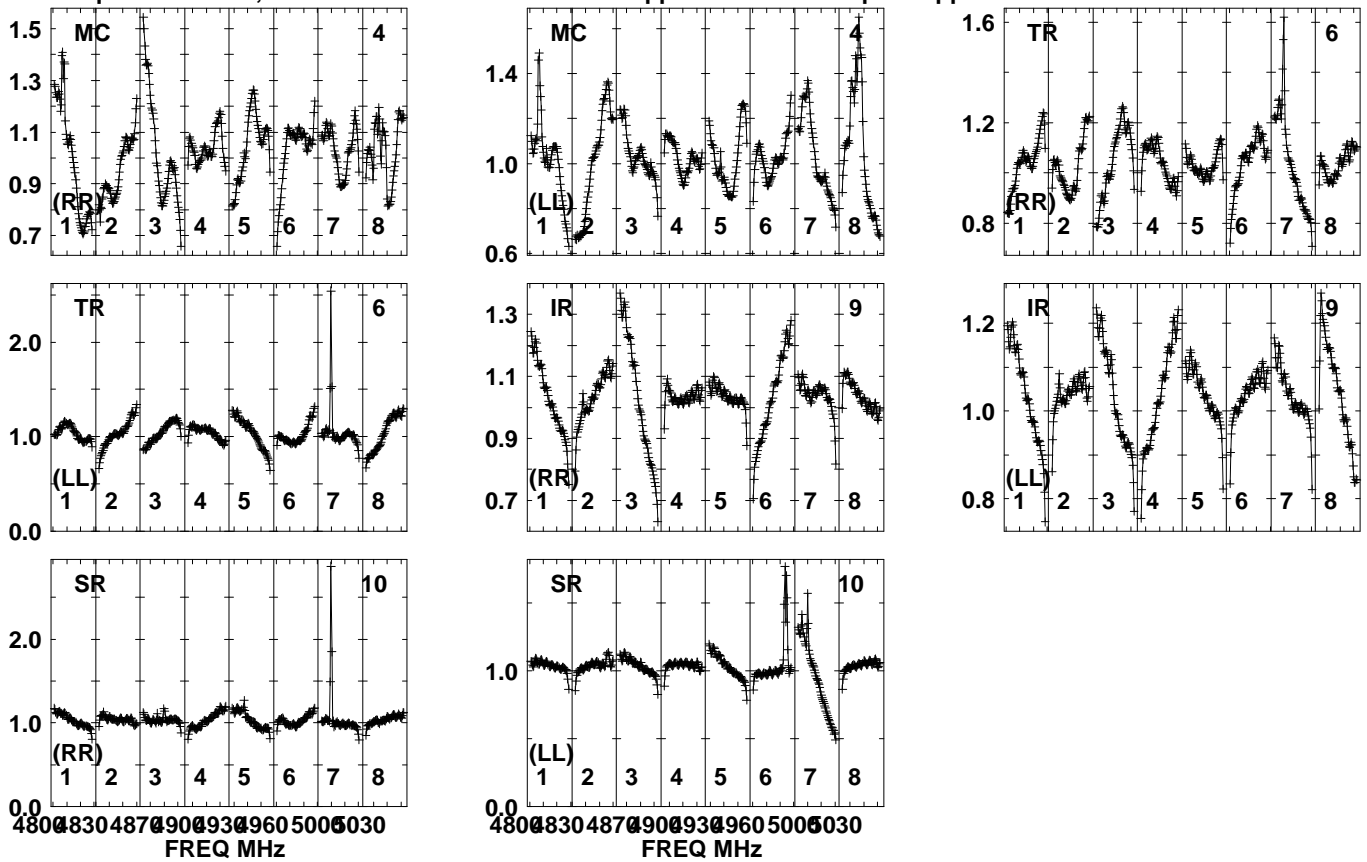 1.5 MC 4
1.3
1.1
0.9
(RR)
0.7 1 2 3 4 5 6 7 8
MC 4
1.4
1.0
(LL)
0.6 1 2 3 4 5 6 7 8
1.6 TR 6
1.2
(RR)
0.8 1 2 3 4 5 6 7 8
TR 6
2.0
1.0
(LL)
1 2 3 4 5 6 7 8
0.0
1.3 IR 9
1.1
0.9
(RR)
0.7 1 2 3 4 5 6 7 8
IR 9
1.2
1.0
(LL)
0.8 1 2 3 4 5 6 7 8
SR 10
2.0
1.0
(RR)
1 2 3 4 5 6 7 8
0.0
4800 4830 4870 4900 4930 4960 5000 5030
FREQ MHz
SR 10
1.0
(LL)
1 2 3 4 5 6 7 8
0.0
4800 4830 4870 4900 4930 4960 5000 5030
FREQ MHz